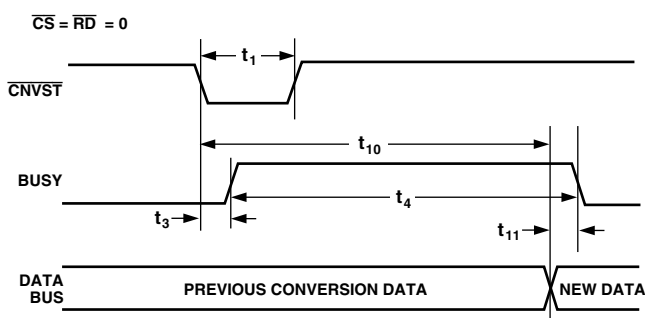 CS = RD = 0
t1
CNVST
t10
BUSY
t4
t3
t11
DATA BUS
PREVIOUS CONVERSION DATA
NEW DATA